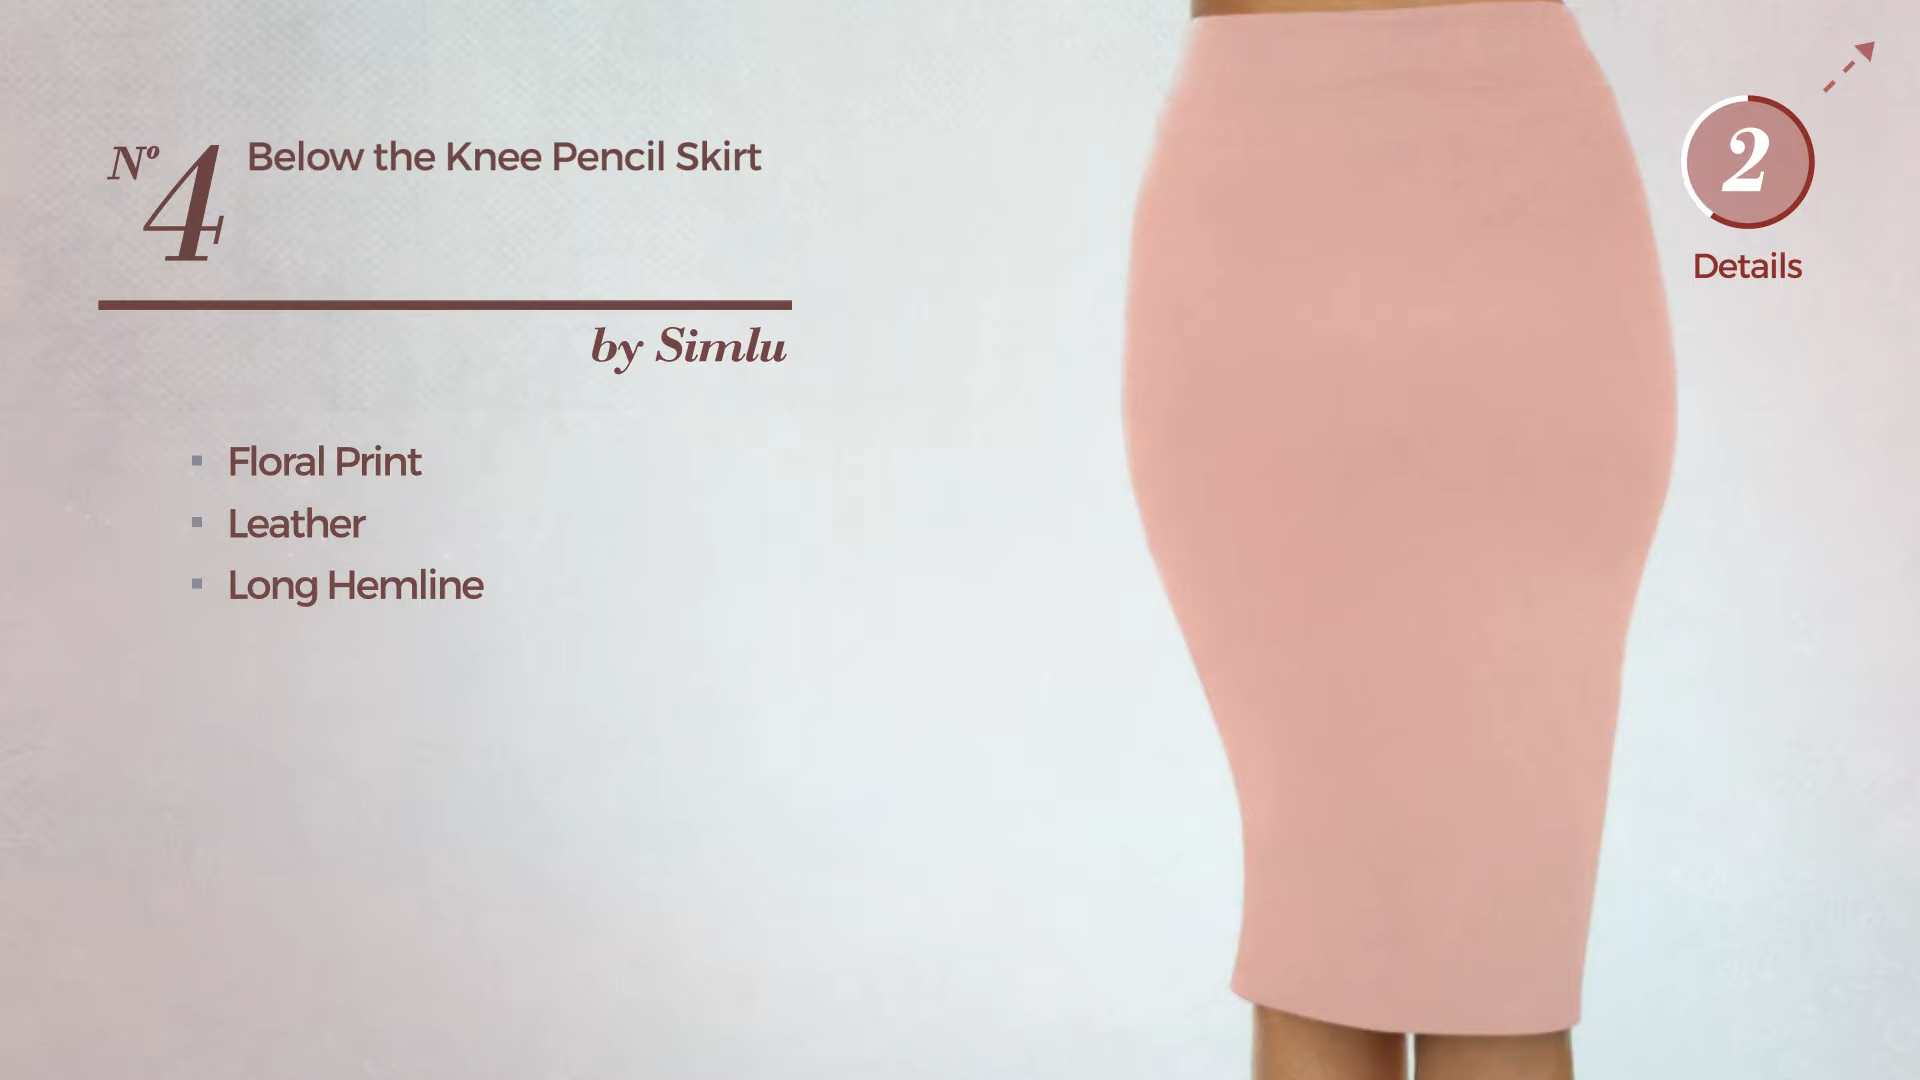 Nº 4 Below the Knee Pencil Skirt
by Simlu
Floral Print
Leather
Long Hemline
2
Details